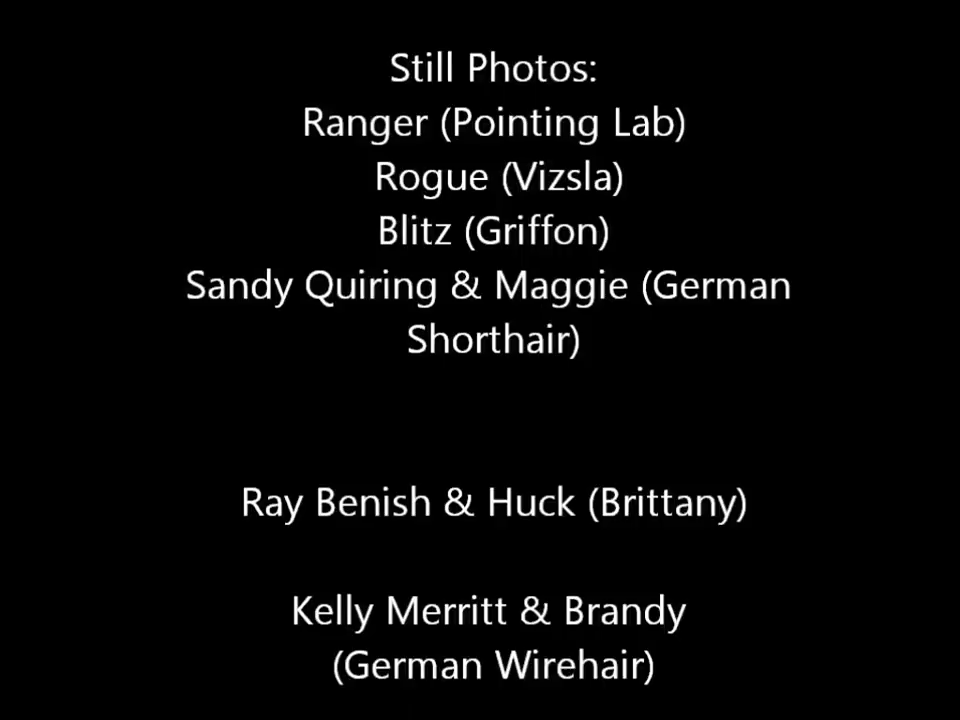 Still Photos:
Ranger (Pointing Lab)
Rogue (Vizsla)
Blitz (Griffon)
Sandy Quiring & Maggie (German
Shorthair)
Ray Benish & Huck (Brittany)
Kelly Merritt & Brandy
(German Wirehair)